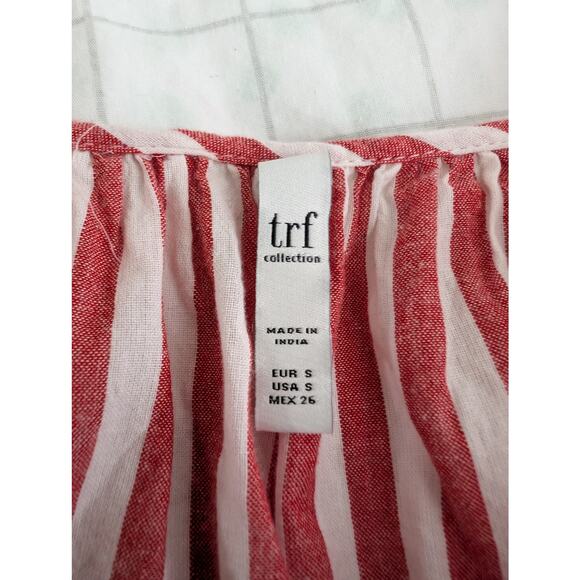 trf
collection
MADE IN
INDIA
EUR S
USA S
MEX 26